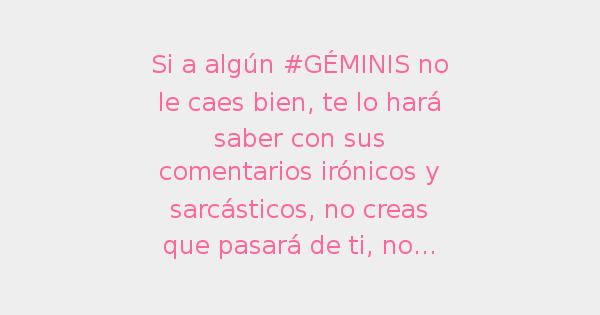 Si a algún #GÉMINIS no
le caes bien, te lo hará
saber con sus
comentarios irónicos y
sarcásticos, no creas
que pasará de ti, no...